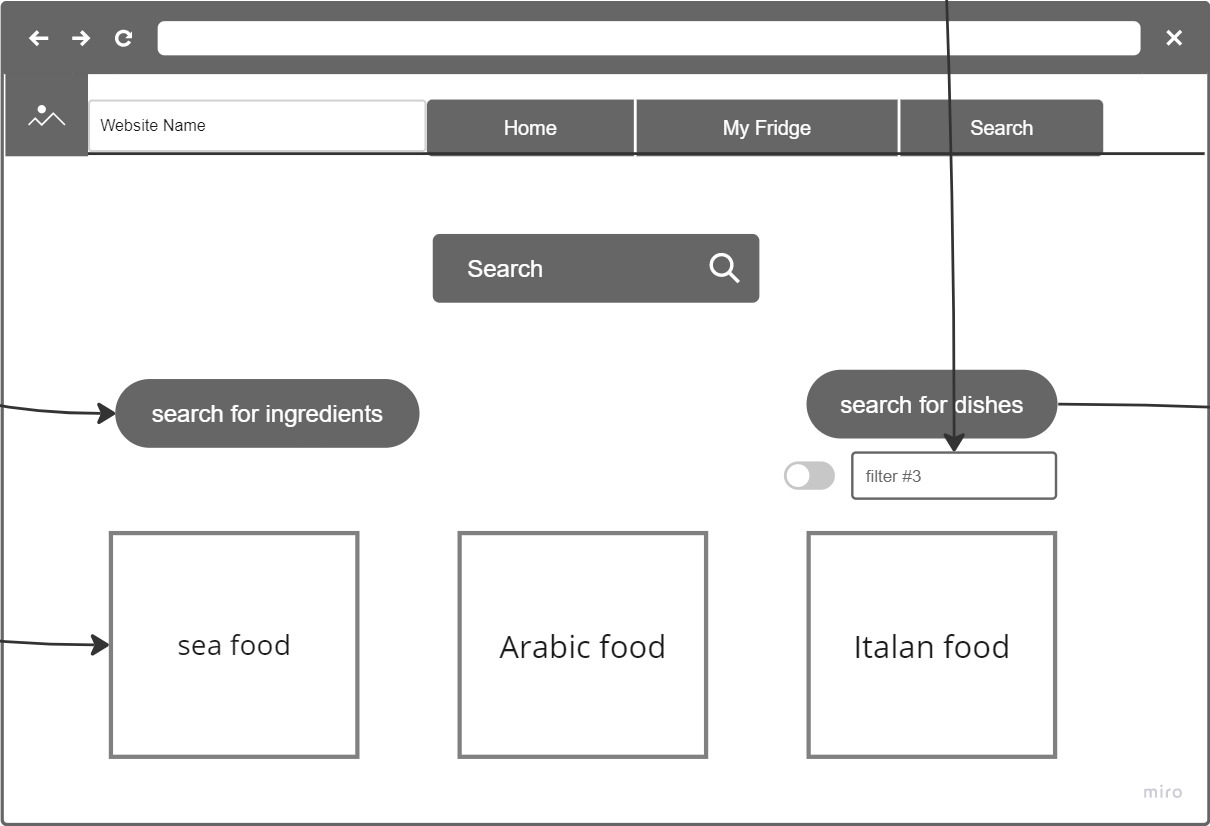 Website Name
Home
My Fridge
Search
Search
search for ingredients
search for dishes
filter #3
sea food
Arabic food
Italan food
miro